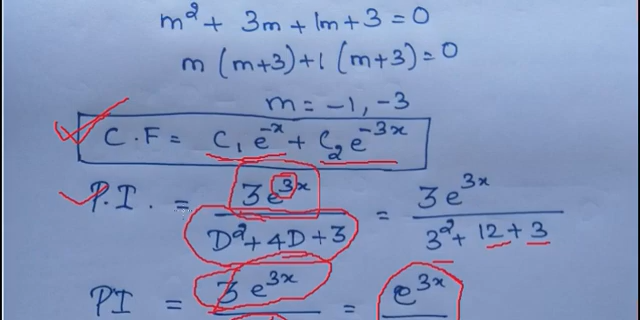 m² + 3m + 1m + 3 = 0
m (m+3) + 1 (m+3) = 0
m = -1, -3
C.F = C₁e⁻ˣ + C₂e⁻³ˣ
P.I. = 3e³ˣ / D² + 4D + 3 = 3e³ˣ / 3² + 12 + 3
PI = 3e³ˣ = e³ˣ